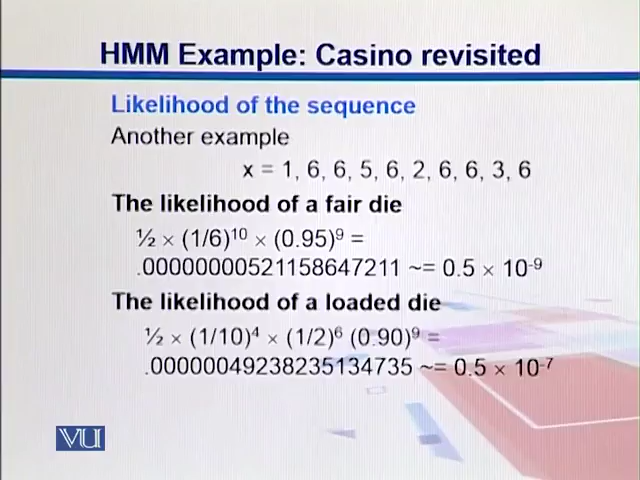 HMM Example: Casino revisited
Likelihood of the sequence
Another example
x = 1, 6, 6, 5, 6, 2, 6, 6, 3, 6
The likelihood of a fair die
½ × (1/6)¹⁰ × (0.95)⁹ =
.00000000521158647211 ~= 0.5 × 10⁻⁹
The likelihood of a loaded die
½ × (1/10)⁴ × (1/2)⁶ (0.90)⁹ =
.00000049238235134735 ~= 0.5 × 10⁻⁷
VU